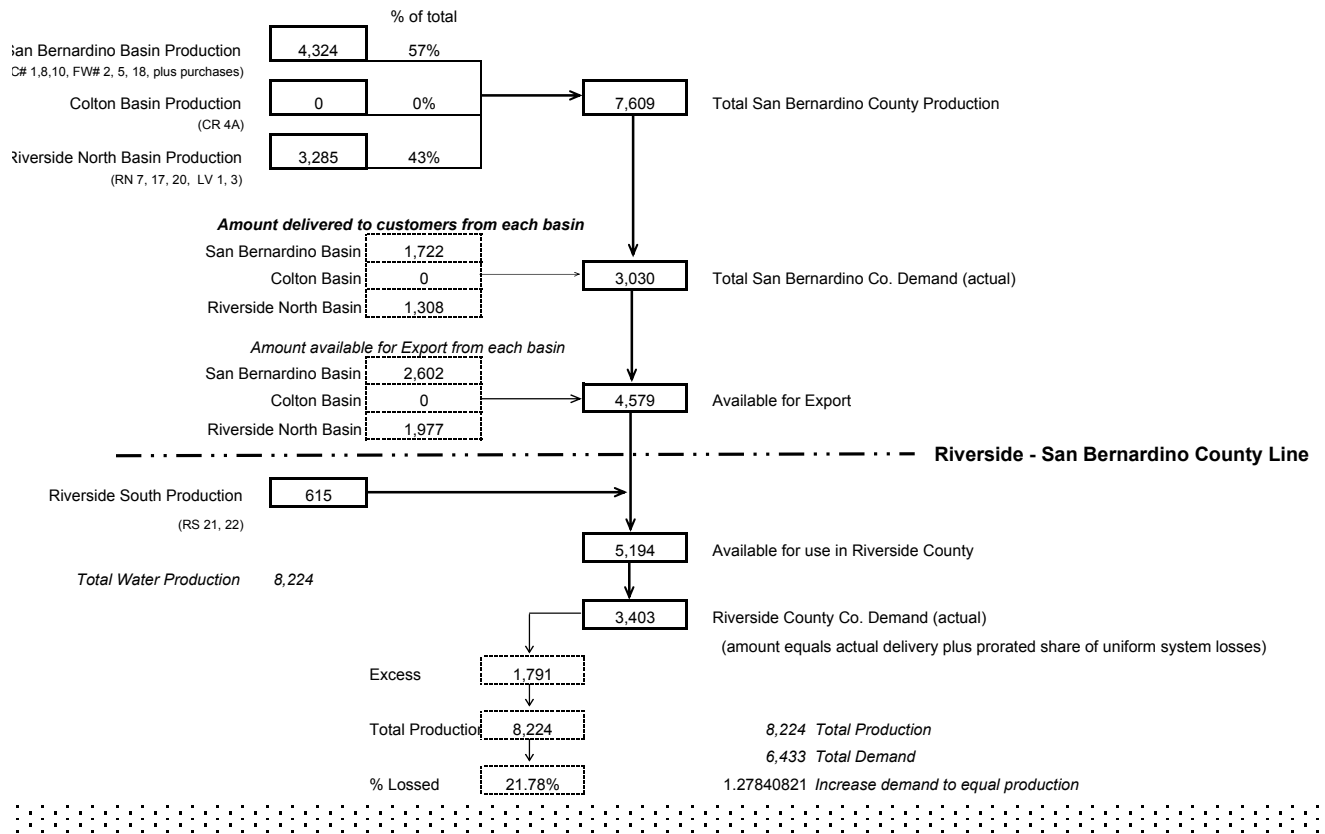 % of total
San Bernardino Basin Production 4,324 57%
C# 1,8,10, FW# 2, 5, 18, plus purchases)
Colton Basin Production 0 0% 7,609 Total San Bernardino County Production
(CR 4A)
Riverside North Basin Production 3,285 43%
(RN 7, 17, 20, LV 1, 3)
Amount delivered to customers from each basin
San Bernardino Basin 1,722
Colton Basin 0 3,030 Total San Bernardino Co. Demand (actual)
Riverside North Basin 1,308
Amount available for Export from each basin
San Bernardino Basin 2,602
Colton Basin 0 4,579 Available for Export
Riverside North Basin 1,977
Riverside - San Bernardino County Line
Riverside South Production 615
(RS 21, 22)
5,194 Available for use in Riverside County
Total Water Production 8,224
3,403 Riverside County Co. Demand (actual)
(amount equals actual delivery plus prorated share of uniform system losses)
Excess 1,791
Total Production 8,224 8,224 Total Production
6,433 Total Demand
% Lossed 21.78% 1.27840821 Increase demand to equal production